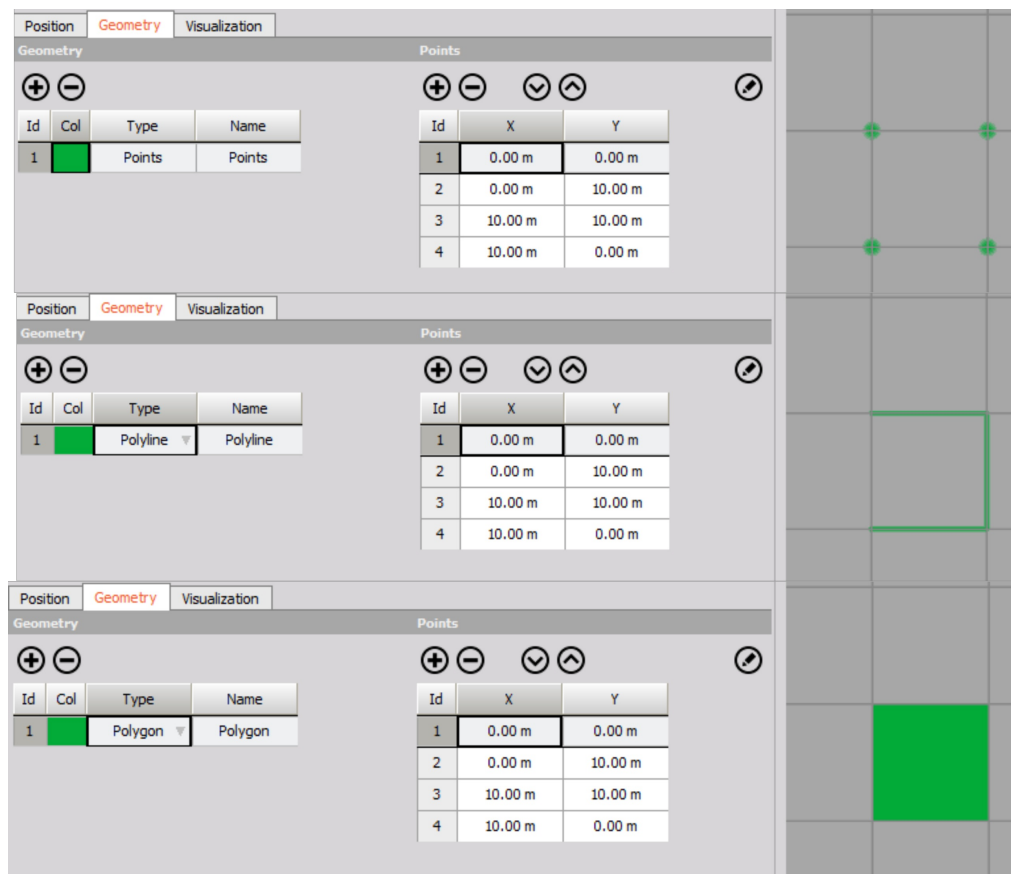 Position Geometry Visualization
Geometry Points
Id Col Type Name Id X Y
1 Points Points 1 0.00 m 0.00 m
2 0.00 m 10.00 m
3 10.00 m 10.00 m
4 10.00 m 0.00 m
Position Geometry Visualization
Geometry Points
Id Col Type Name Id X Y
1 Polyline Polyline 1 0.00 m 0.00 m
2 0.00 m 10.00 m
3 10.00 m 10.00 m
4 10.00 m 0.00 m
Position Geometry Visualization
Geometry Points
Id Col Type Name Id X Y
1 Polygon Polygon 1 0.00 m 0.00 m
2 0.00 m 10.00 m
3 10.00 m 10.00 m
4 10.00 m 0.00 m